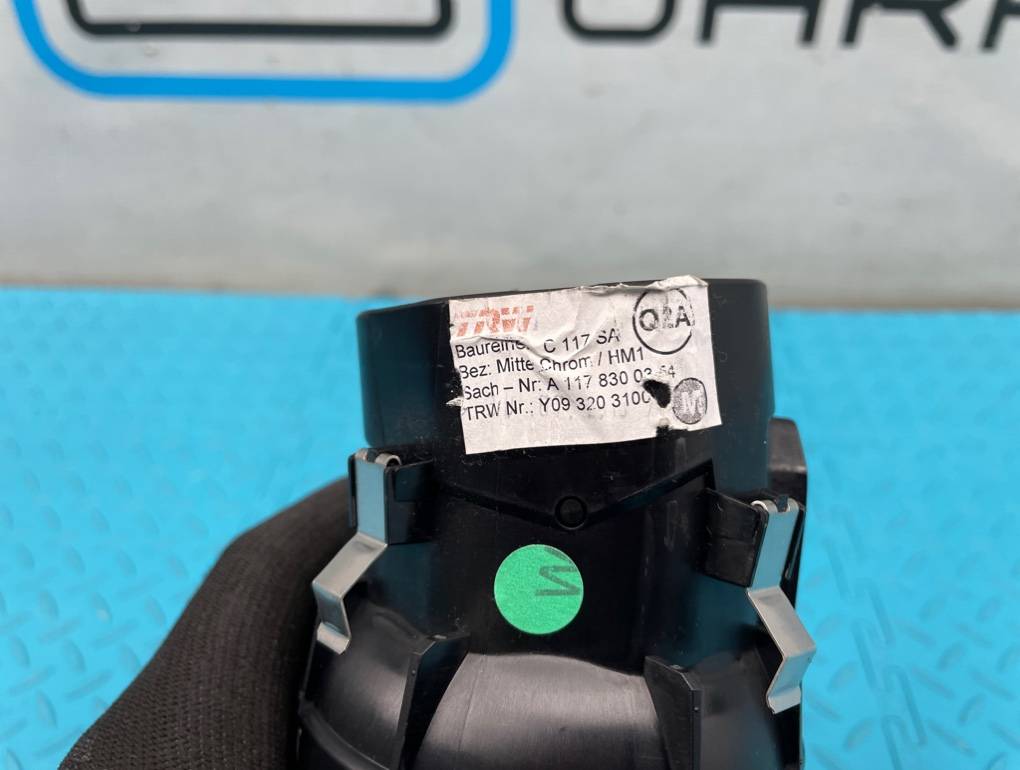 TRW
Baureihe: C 117 SA
Bez: Mitte Chrom / HM1
Sach – Nr: A 117 830 03 54
TRW Nr.: Y09 320 3100
M